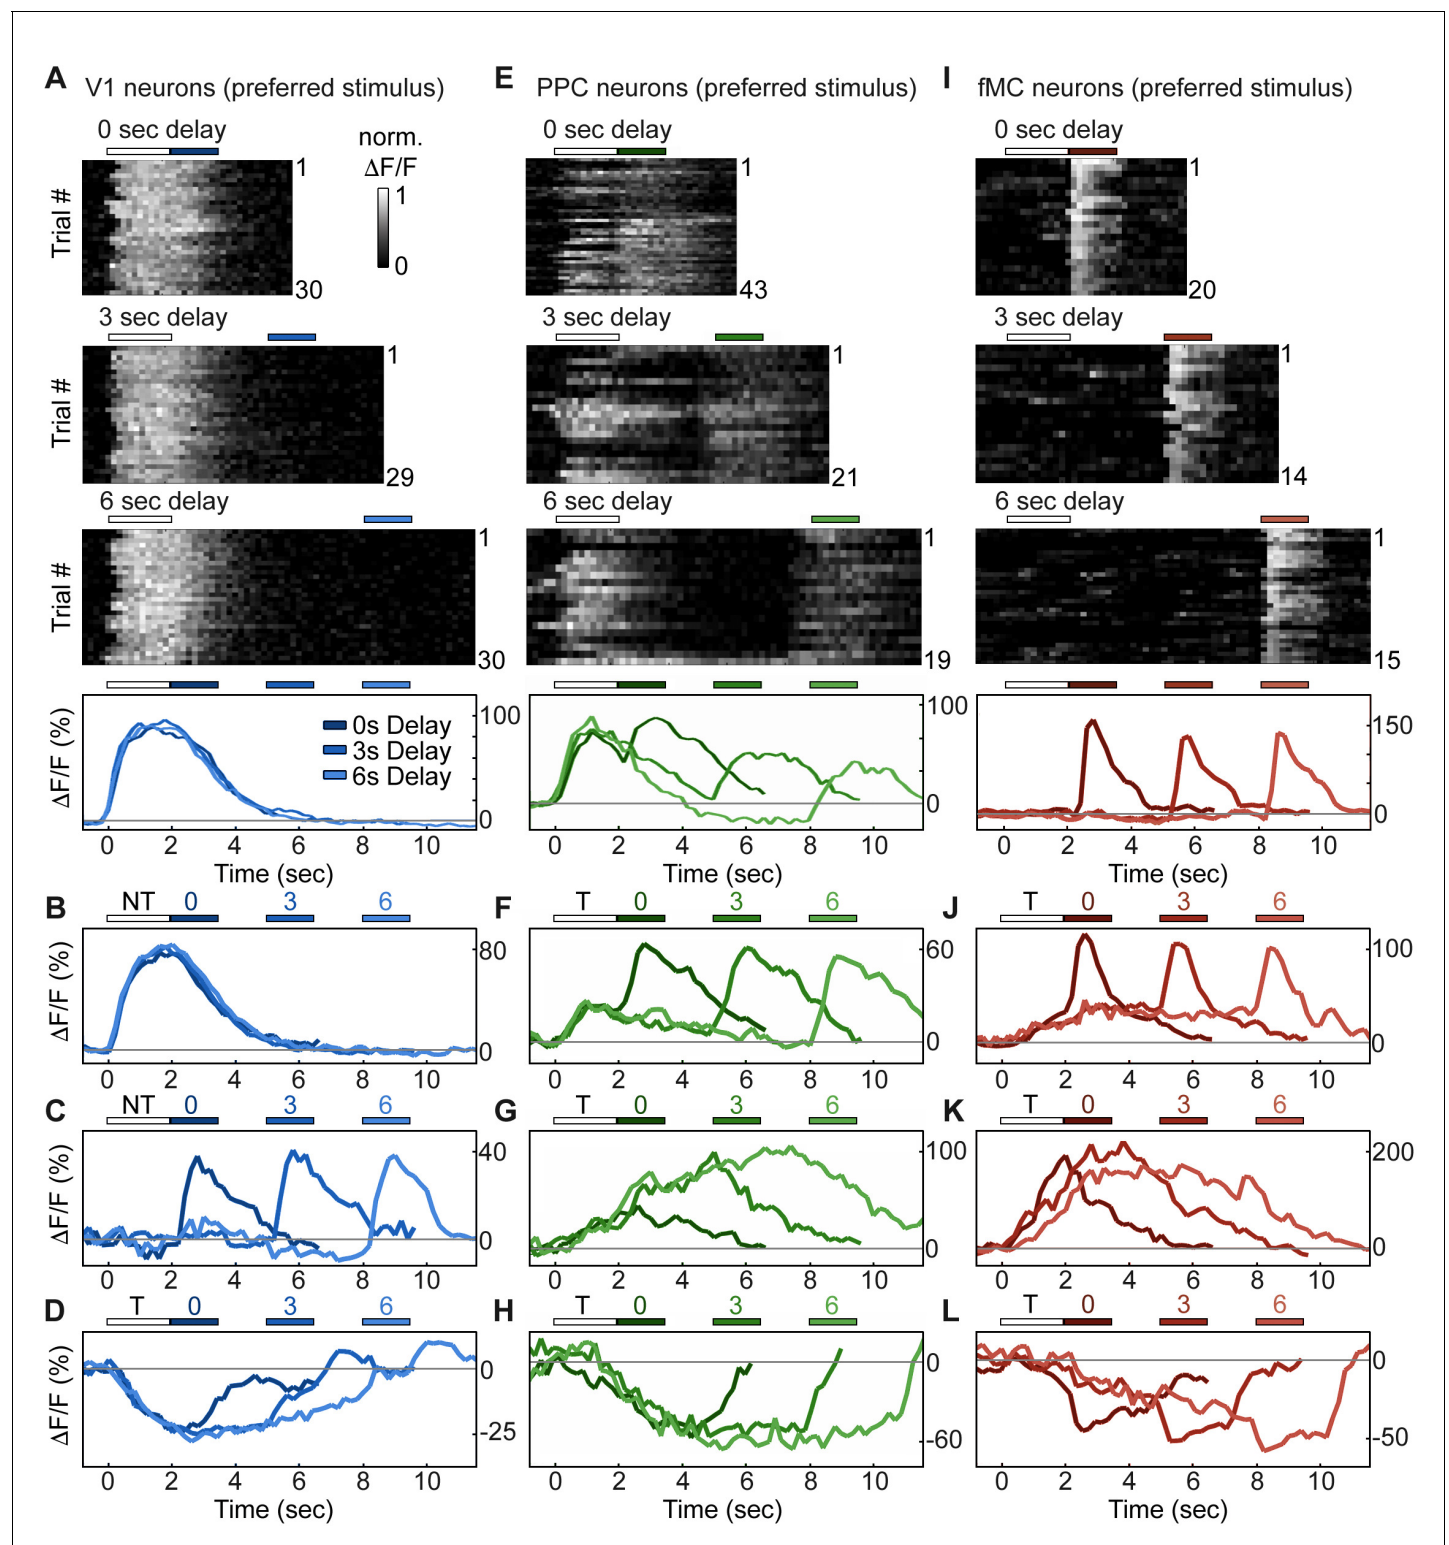 A V1 neurons (preferred stimulus)
0 sec delay
norm.
ΔF/F
1
0
Trial #
1
30
3 sec delay
Trial #
1
29
6 sec delay
Trial #
1
30
ΔF/F (%)
0s Delay
3s Delay
6s Delay
100
0
0 2 4 6 8 10
Time (sec)
B NT 0 3 6
ΔF/F (%)
80
0
0 2 4 6 8 10
C NT 0 3 6
ΔF/F (%)
40
0
0 2 4 6 8 10
D T 0 3 6
ΔF/F (%)
0
-25
0 2 4 6 8 10
Time (sec)
E PPC neurons (preferred stimulus)
0 sec delay
1
43
3 sec delay
1
21
6 sec delay
1
19
100
0
0 2 4 6 8 10
Time (sec)
F T 0 3 6
60
0
0 2 4 6 8 10
G T 0 3 6
100
0
0 2 4 6 8 10
H T 0 3 6
0
-60
0 2 4 6 8 10
Time (sec)
I fMC neurons (preferred stimulus)
0 sec delay
1
20
3 sec delay
1
14
6 sec delay
1
15
150
0
0 2 4 6 8 10
Time (sec)
J T 0 3 6
100
0
0 2 4 6 8 10
K T 0 3 6
200
0
0 2 4 6 8 10
L T 0 3 6
0
-50
0 2 4 6 8 10
Time (sec)